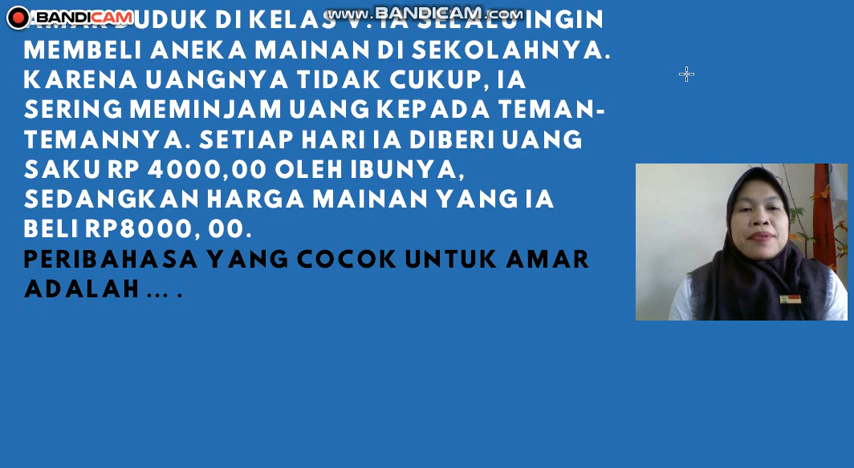 BANDICAM
www.BANDICAM.com
DUDUK DI KELAS V. IA SELALU INGIN
MEMBELI ANEKA MAINAN DI SEKOLAHNYA.
KARENA UANGNYA TIDAK CUKUP, IA
SERING MEMINJAM UANG KEPADA TEMAN-
TEMANNYA. SETIAP HARI IA DIBERI UANG
SAKU RP 4000,00 OLEH IBUNYA,
SEDANGKAN HARGA MAINAN YANG IA
BELI RP8000, 00.
PERIBAHASA YANG COCOK UNTUK AMAR
ADALAH ... .